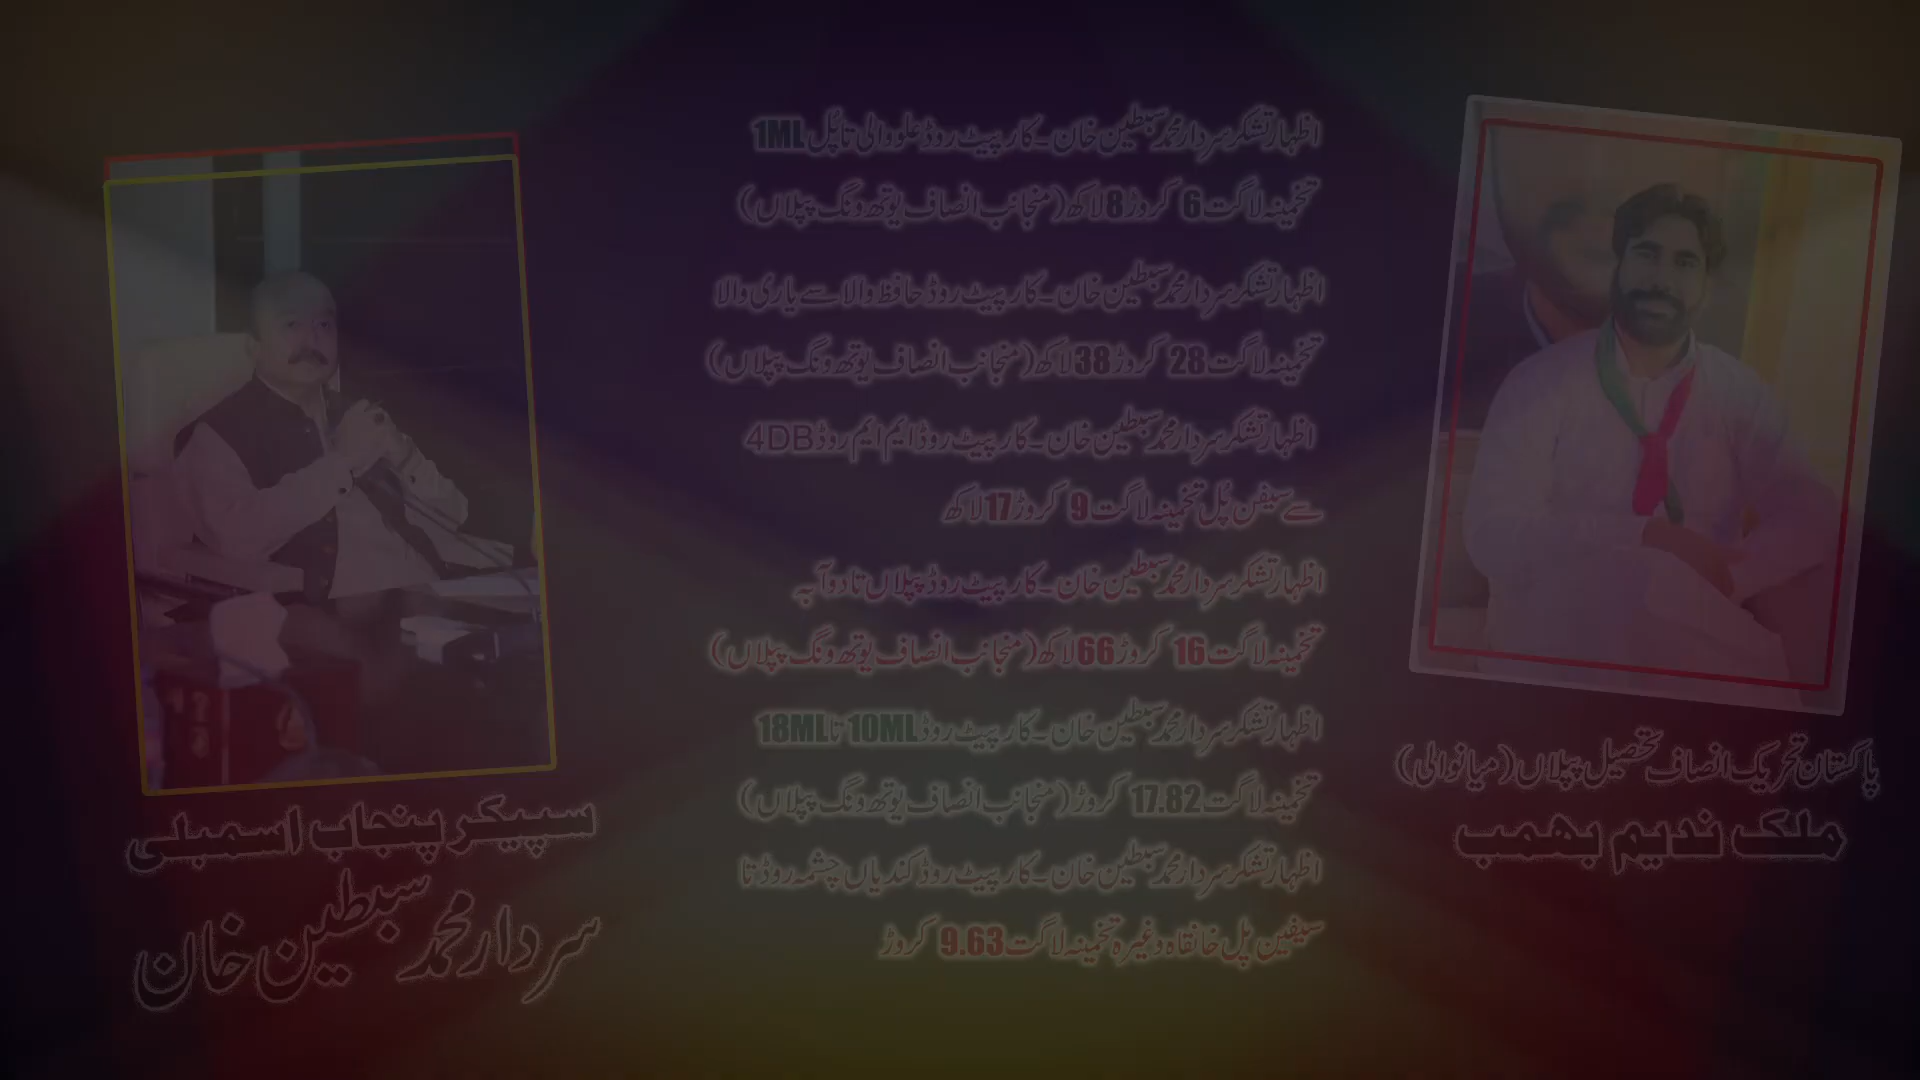 اظہار تشکر سردار محمد سبطین خان۔ کارپیٹ روڈ علووالی تا پُل 1ML
تخمینہ لاگت 6 کروڑ 8 لاکھ (منجانب انصاف یوتھ ونگ پپلاں)
اظہار تشکر سردار محمد سبطین خان۔ کارپیٹ روڈ حافظ والا سے یاری والا
تخمینہ لاگت 28 کروڑ 38 لاکھ (منجانب انصاف یوتھ ونگ پپلاں)
اظہار تشکر سردار محمد سبطین خان۔ کارپیٹ روڈ ایم ایم روڈ 4DB
سے سیفن پُل تخمینہ لاگت 9 کروڑ 17 لاکھ
اظہار تشکر سردار محمد سبطین خان۔ کارپیٹ روڈ پپلاں تا دوآبہ
تخمینہ لاگت 16 کروڑ 66 لاکھ (منجانب انصاف یوتھ ونگ پپلاں)
اظہار تشکر سردار محمد سبطین خان۔ کارپیٹ روڈ 10ML تا 18ML
تخمینہ لاگت 17.82 کروڑ (منجانب انصاف یوتھ ونگ پپلاں)
اظہار تشکر سردار محمد سبطین خان۔ کارپیٹ روڈ کندیاں چشمہ روڈ تا
سیفین پل خانقاہ وغیرہ تخمینہ لاگت 9.63 کروڑ
پاکستان تحریک انصاف تحصیل پپلاں (میانوالی)
ملک ندیم بھمب
سپیکر پنجاب اسمبلی
سردار محمد سبطین خان